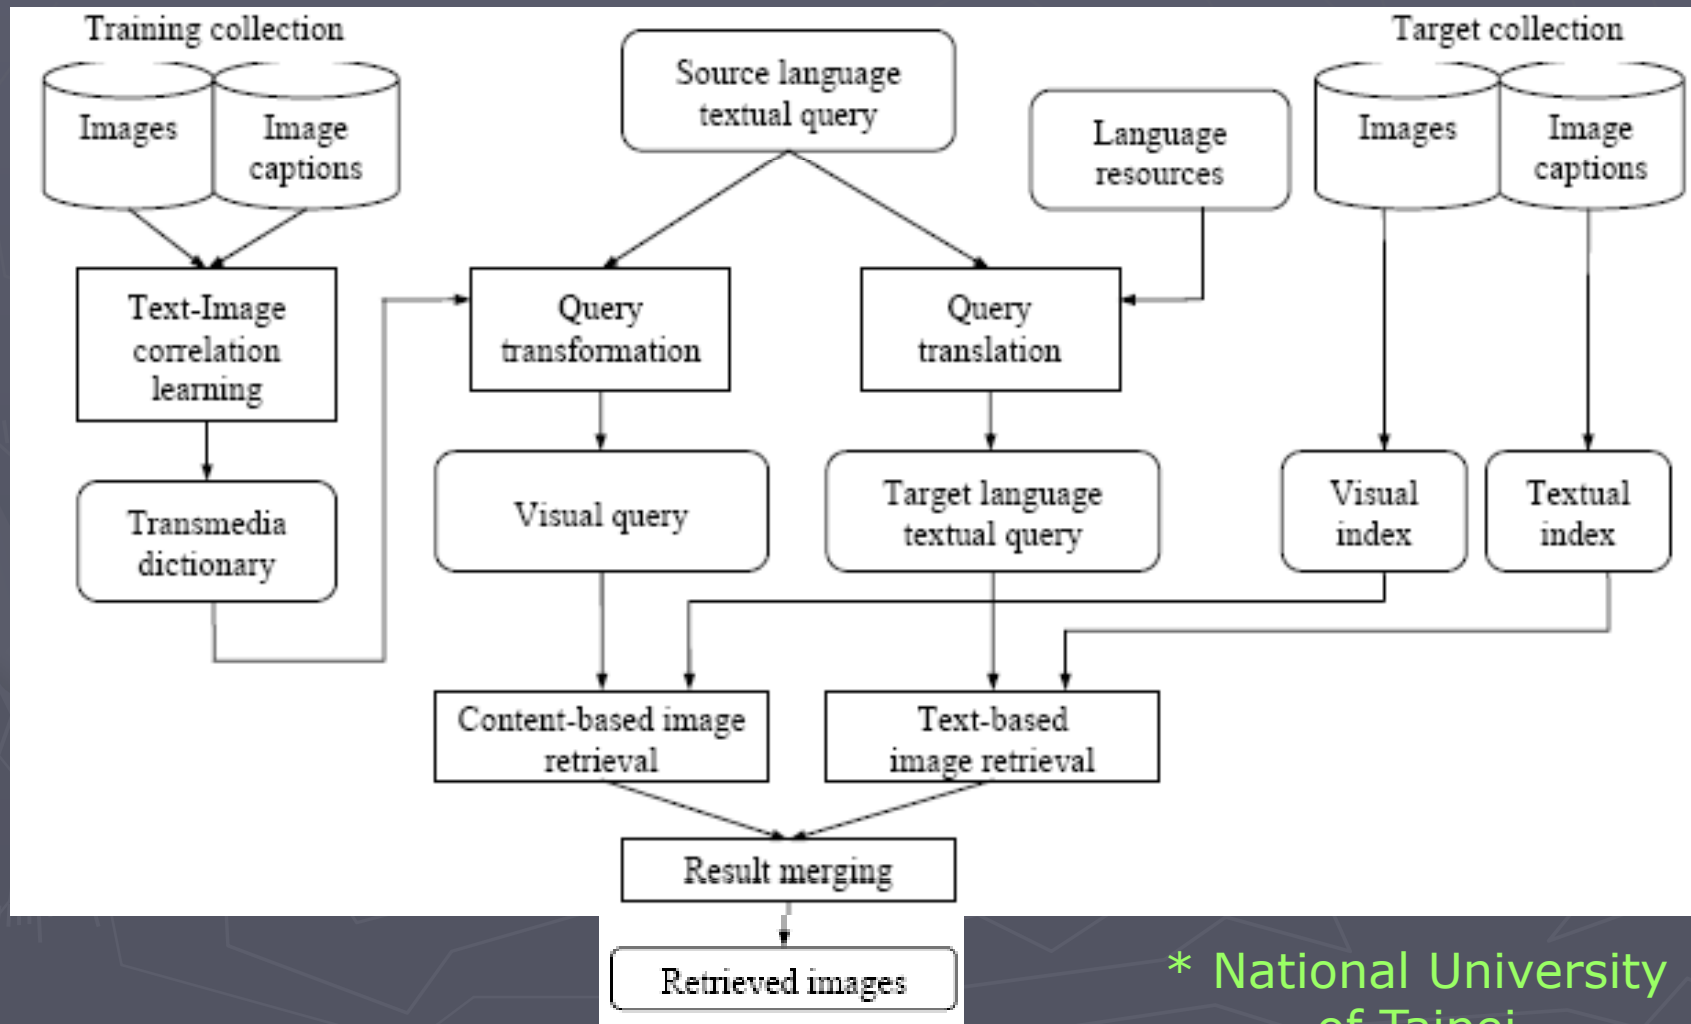 Training collection
Images
Image
captions
Source language
textual query
Language
resources
Target collection
Images
Image
captions
Text-Image
correlation
learning
Query
transformation
Query
translation
Transmedia
dictionary
Visual query
Target language
textual query
Visual
index
Textual
index
Content-based image
retrieval
Text-based
image retrieval
Result merging
Retrieved images
* National University
of Taipei